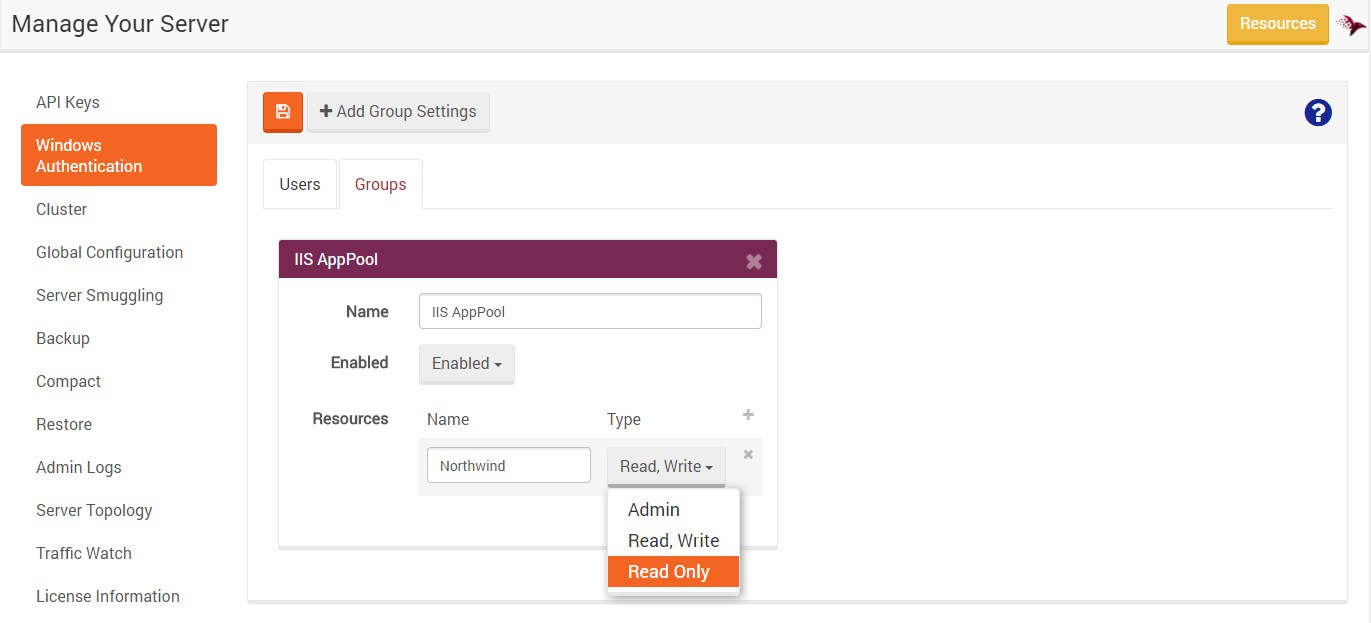 Manage Your Server
Resources
API Keys
Windows
Authentication
Cluster
Global Configuration
Server Smuggling
Backup
Compact
Restore
Admin Logs
Server Topology
Traffic Watch
License Information
Add Group Settings
?
Users
Groups
IIS AppPool
Name
IIS AppPool
Enabled
Enabled
Resources
Name
Type
Northwind
Read, Write
Admin
Read, Write
Read Only